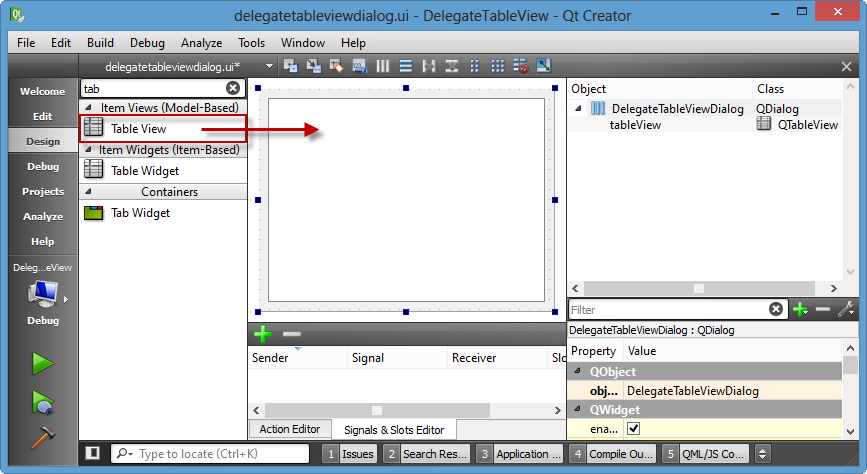 delegatetableviewdialog.ui - DelegateTableView - Qt Creator
File Edit Build Debug Analyze Tools Window Help
delegatetableviewdialog.ui*
Welcome
Edit
Design
Debug
Projects
Analyze
Help
Deleg...eView
Debug
tab
Item Views (Model-Based)
Table View
Item Widgets (Item-Based)
Table Widget
Containers
Tab Widget
Object Class
DelegateTableViewDialog QDialog
tableView QTableView
Sender Signal Receiver Slo
Action Editor Signals & Slots Editor
Filter
DelegateTableViewDialog : QDialog
Property Value
QObject
obj... DelegateTableViewDialog
QWidget
ena...
Type to locate (Ctrl+K) 1 Issues 2 Search Res... 3 Application ... 4 Compile Ou... 5 QML/JS Co...